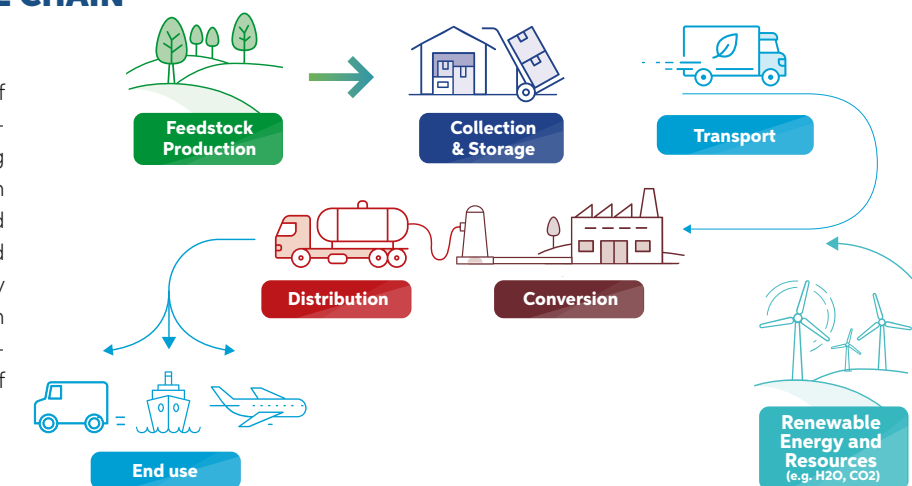 CHAIN
f
-
g
n
d
d
y
n
-
f
Feedstock
Production
Collection
& Storage
Transport
Distribution
Conversion
End use
Renewable
Energy and
Resources
(e.g. H2O, CO2)